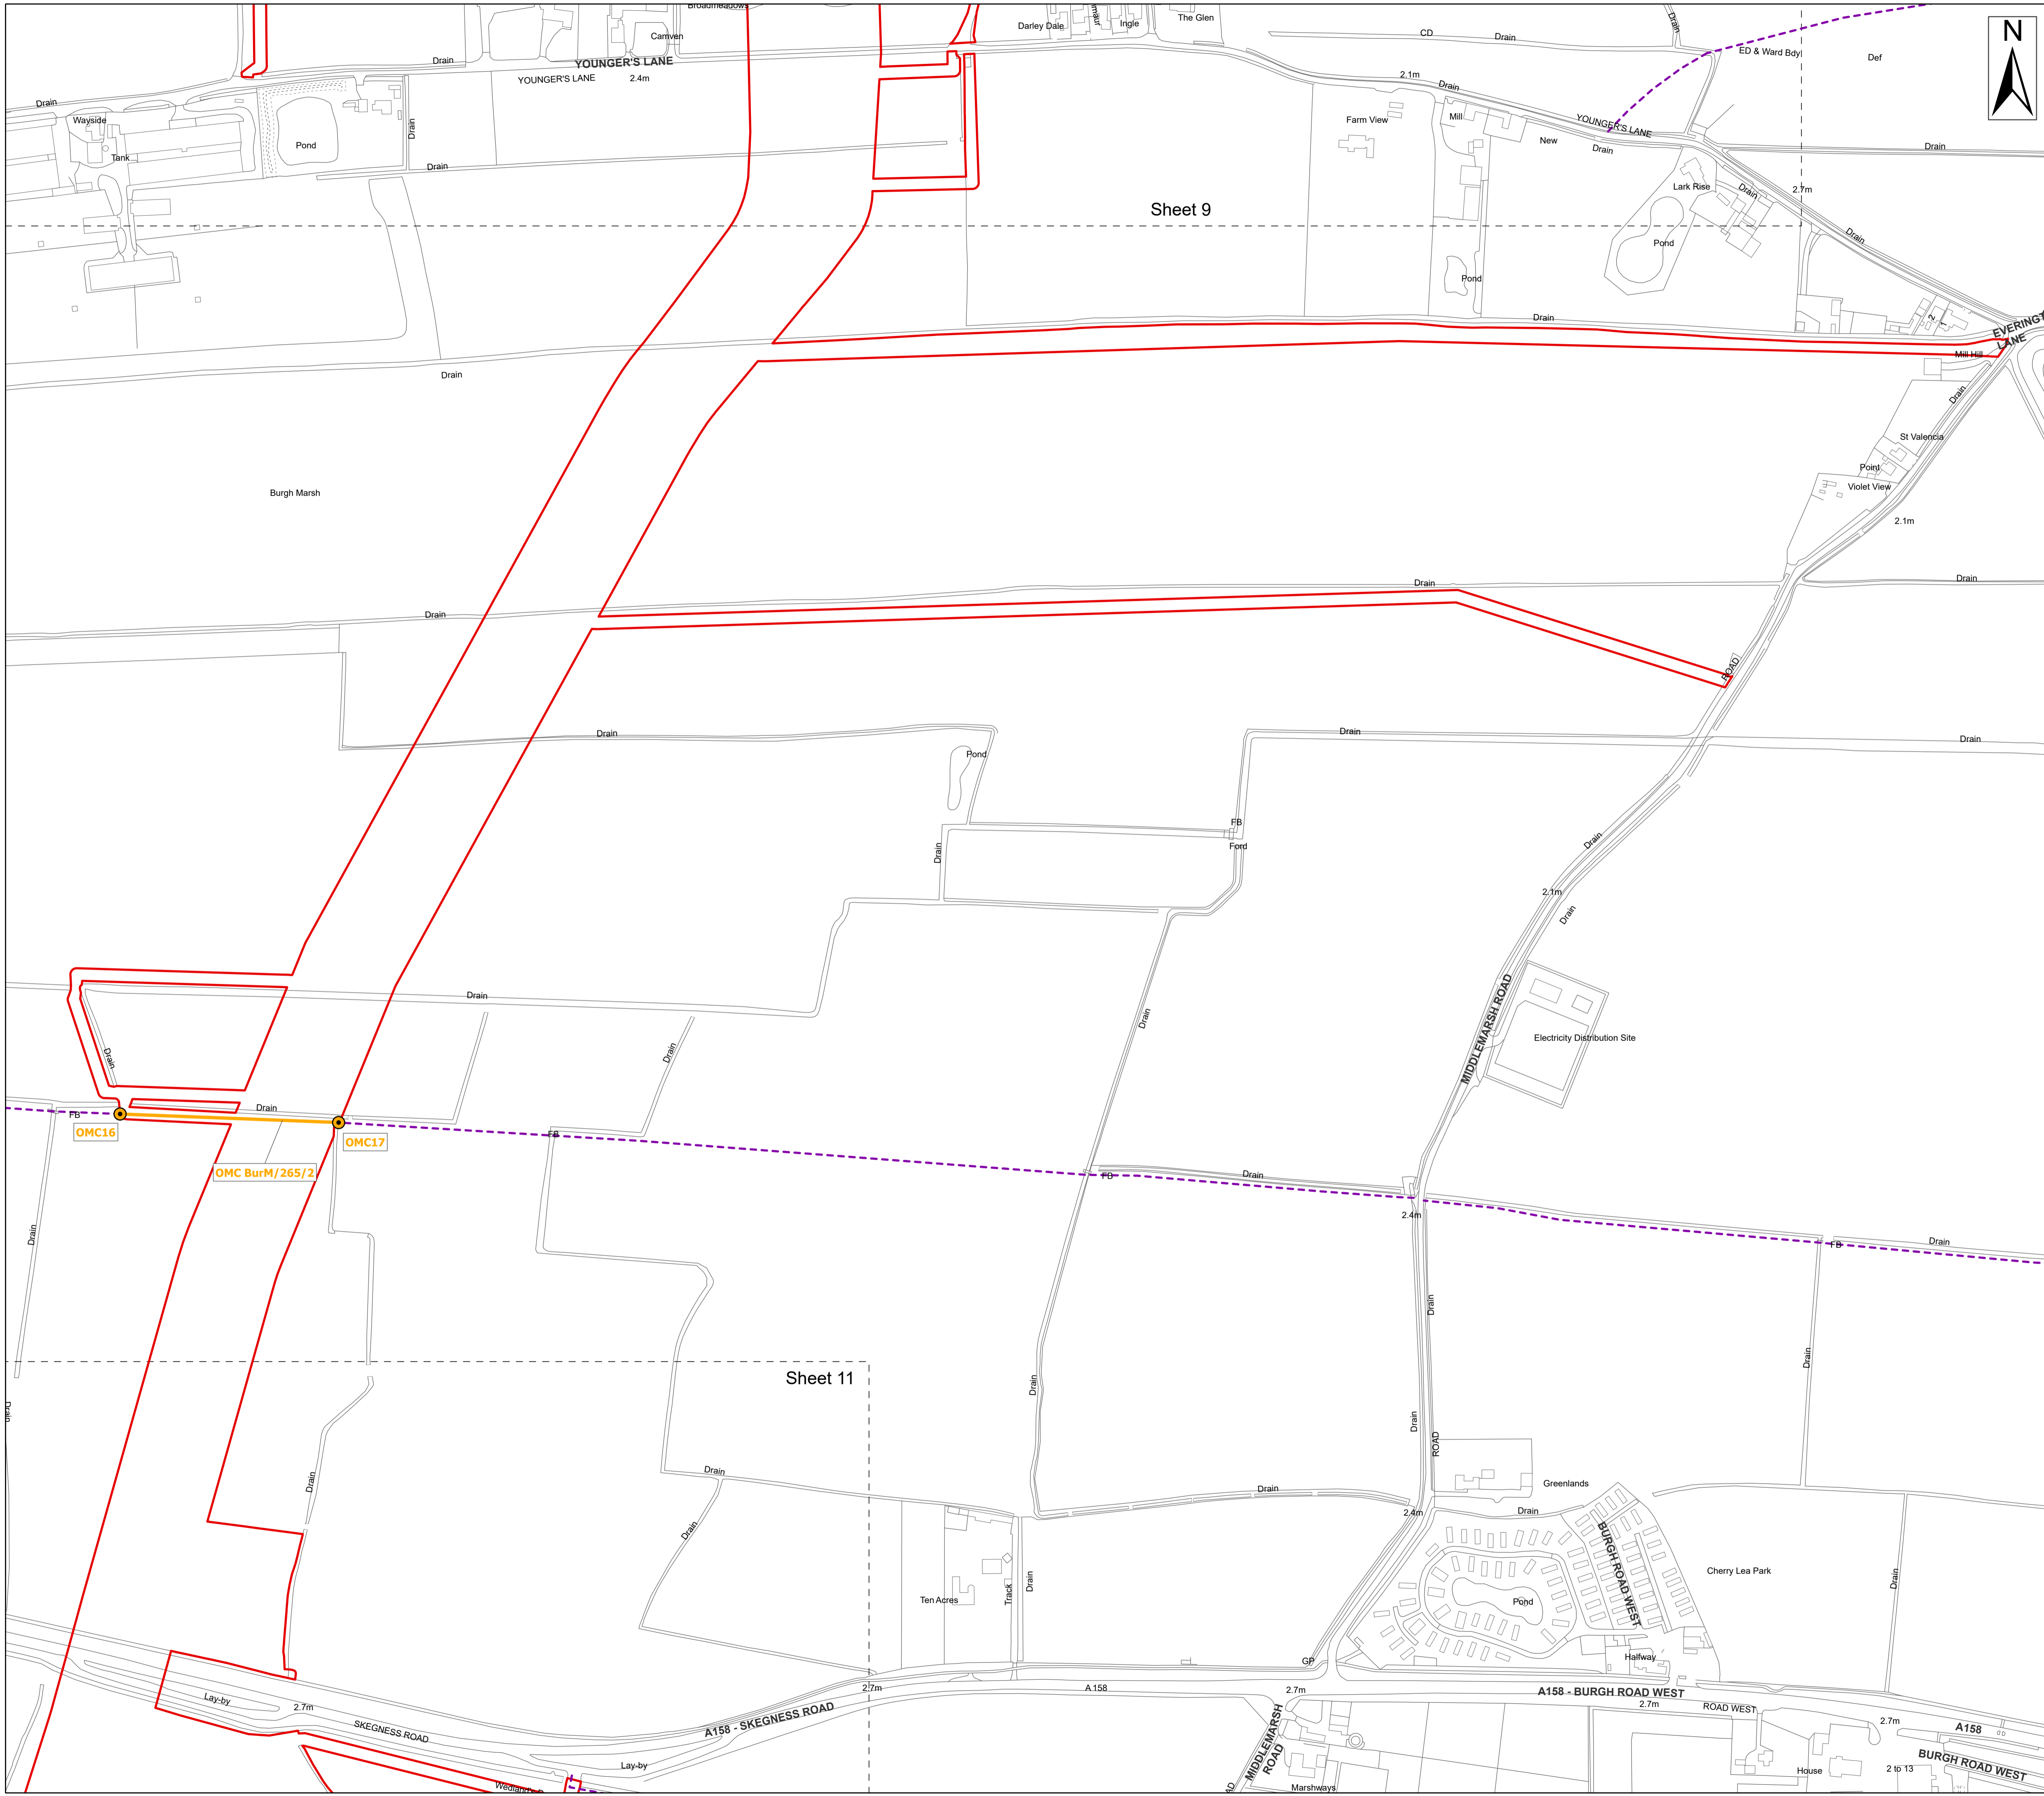 Broadmeadows
Darley Dale
Ingle
The Glen
Camven
CD
Drain
Drain
N
ED & Ward Bdy
Def
Drain
YOUNGER'S LANE
YOUNGER'S LANE
2.4m
2.1m
Drain
Drain
Wayside
Tank
Pond
Drain
Drain
Farm View
Mill
New
YOUNGER'S LANE
Drain
Drain
Lark Rise
Drain
2.7m
Sheet 9
Drain
Pond
Pond
Drain
2
1
EVERINGT
LANE
Mill Hill
Drain
Drain
St Valencia
Point
Violet View
Burgh Marsh
2.1m
Drain
Drain
Drain
ROAD
Drain
Drain
Drain
Pond
FB
Ford
Drain
Drain
2.1m
Drain
Drain
Drain
MIDDLEMARSH ROAD
Electricity Distribution Site
Drain
Drain
Drain
FB
OMC16
OMC17
FB
OMC BurM/265/2
FB
Drain
2.4m
Drain
FB
Drain
Drain
Drain
Sheet 11
Drain
Drain
Drain
Drain
ROAD
Drain
Drain
Drain
Greenlands
Drain
2.4m
Drain
BURGH ROAD WEST
Cherry Lea Park
Drain
Ten Acres
Track
Drain
Pond
Halfway
GP
2.7m
A158
2.7m
A158 - BURGH ROAD WEST
2.7m
ROAD WEST
Lay-by
2.7m
SKEGNESS ROAD
A158 - SKEGNESS ROAD
MIDDLEMARSH
ROAD
2.7m
A158
BURGH ROAD WEST
Lay-by
Marshways
House
2 to 13